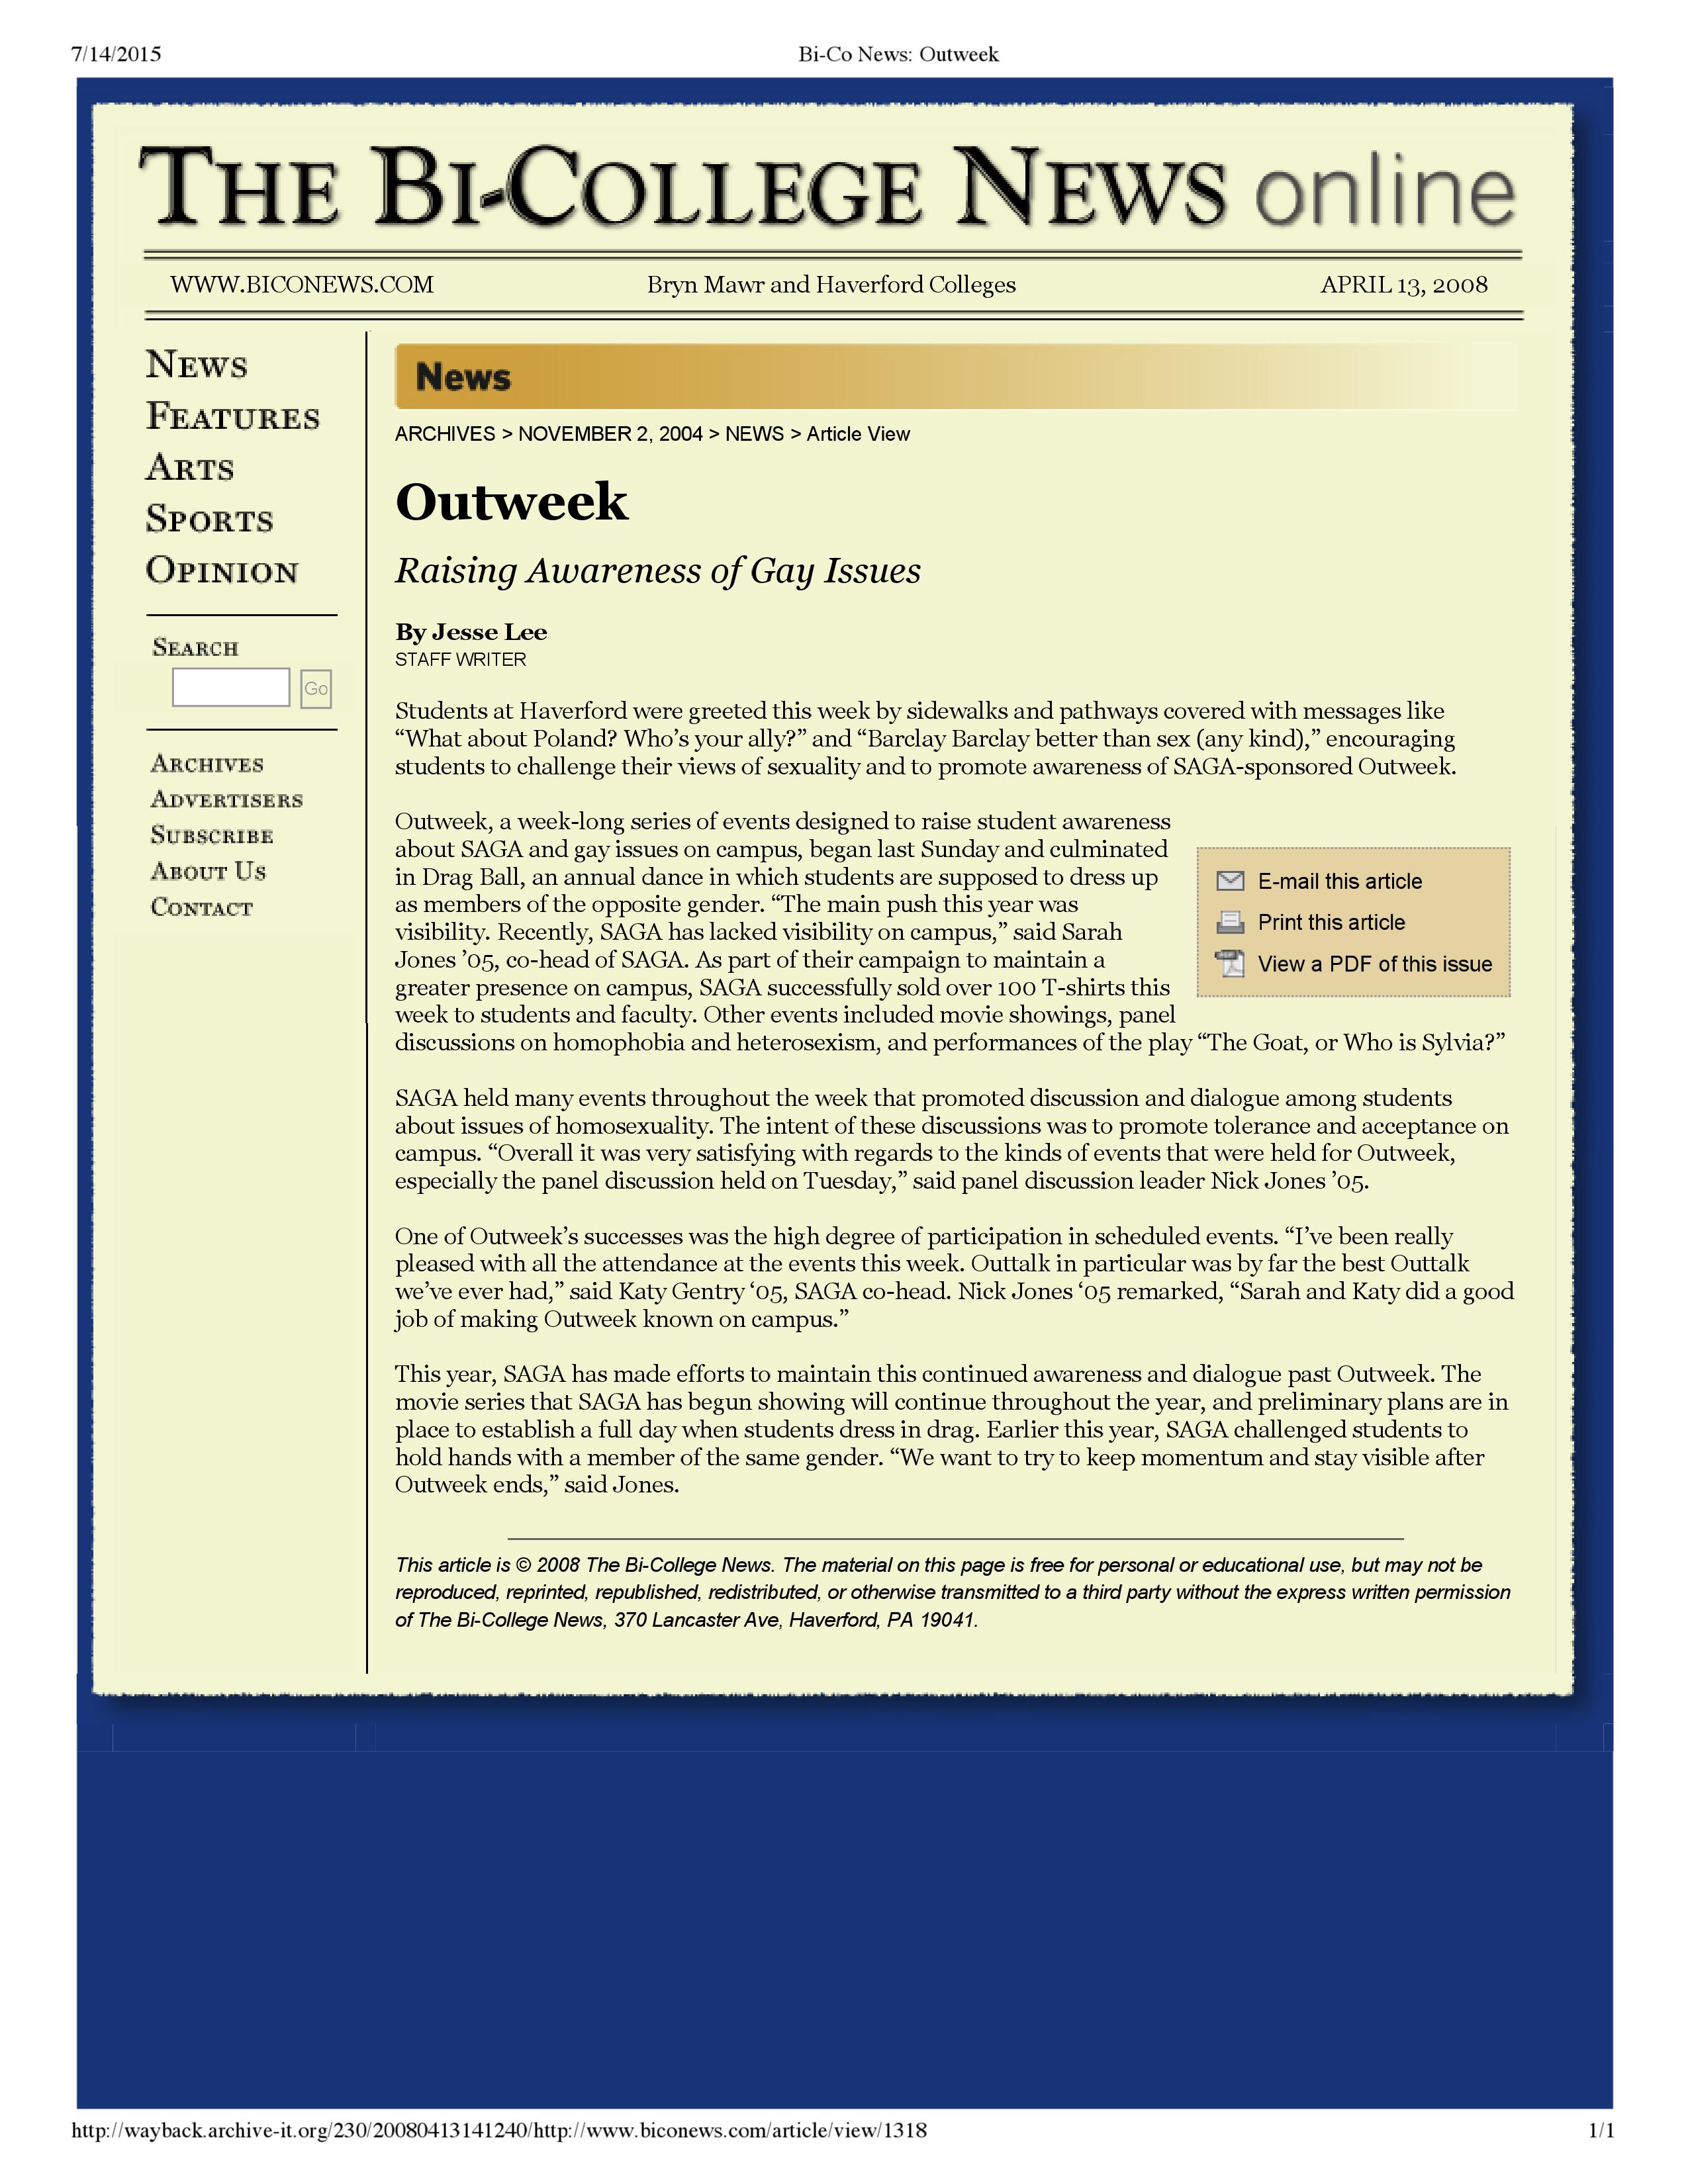 7/14/2015 Bi-Co News: Outweek
THE BI-COLLEGE NEWS online
WWW.BICONEWS.COM Bryn Mawr and Haverford Colleges APRIL 13, 2008
NEWS
FEATURES
ARTS
SPORTS
OPINION
SEARCH
Go
ARCHIVES
ADVERTISERS
SUBSCRIBE
ABOUT US
CONTACT
News
ARCHIVES > NOVEMBER 2, 2004 > NEWS > Article View
Outweek
Raising Awareness of Gay Issues
By Jesse Lee
STAFF WRITER
Students at Haverford were greeted this week by sidewalks and pathways covered with messages like
“What about Poland? Who’s your ally?” and “Barclay Barclay better than sex (any kind),” encouraging
students to challenge their views of sexuality and to promote awareness of SAGA-sponsored Outweek.
Outweek, a week-long series of events designed to raise student awareness
about SAGA and gay issues on campus, began last Sunday and culminated
in Drag Ball, an annual dance in which students are supposed to dress up
as members of the opposite gender. “The main push this year was
visibility. Recently, SAGA has lacked visibility on campus,” said Sarah
Jones ’05, co-head of SAGA. As part of their campaign to maintain a
greater presence on campus, SAGA successfully sold over 100 T-shirts this
week to students and faculty. Other events included movie showings, panel
discussions on homophobia and heterosexism, and performances of the play “The Goat, or Who is Sylvia?”
E-mail this article
Print this article
View a PDF of this issue
SAGA held many events throughout the week that promoted discussion and dialogue among students
about issues of homosexuality. The intent of these discussions was to promote tolerance and acceptance on
campus. “Overall it was very satisfying with regards to the kinds of events that were held for Outweek,
especially the panel discussion held on Tuesday,” said panel discussion leader Nick Jones ’05.
One of Outweek’s successes was the high degree of participation in scheduled events. “I’ve been really
pleased with all the attendance at the events this week. Outtalk in particular was by far the best Outtalk
we’ve ever had,” said Katy Gentry ‘05, SAGA co-head. Nick Jones ‘05 remarked, “Sarah and Katy did a good
job of making Outweek known on campus.”
This year, SAGA has made efforts to maintain this continued awareness and dialogue past Outweek. The
movie series that SAGA has begun showing will continue throughout the year, and preliminary plans are in
place to establish a full day when students dress in drag. Earlier this year, SAGA challenged students to
hold hands with a member of the same gender. “We want to try to keep momentum and stay visible after
Outweek ends,” said Jones.
This article is © 2008 The Bi-College News. The material on this page is free for personal or educational use, but may not be
reproduced, reprinted, republished, redistributed, or otherwise transmitted to a third party without the express written permission
of The Bi-College News, 370 Lancaster Ave, Haverford, PA 19041.
http://wayback.archive-it.org/230/20080413141240/http://www.biconews.com/article/view/1318 1/1